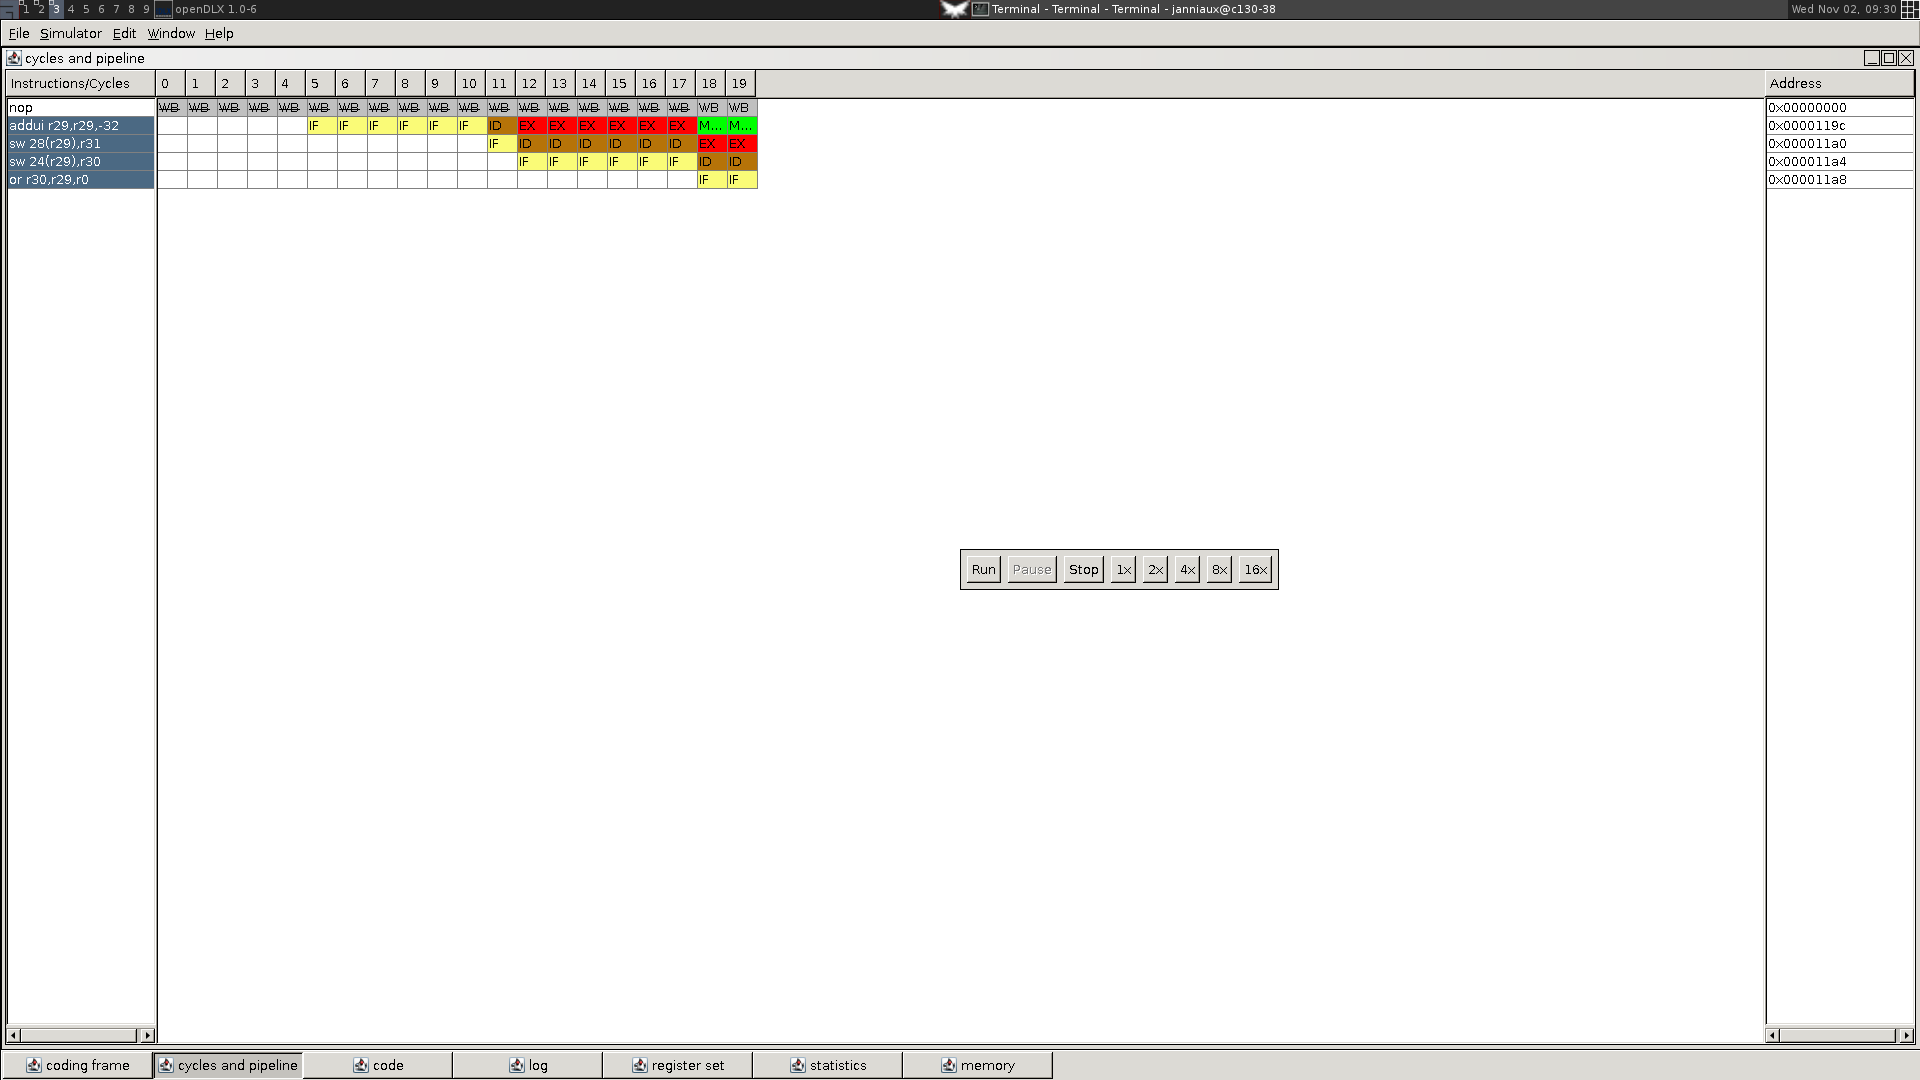 1 2 3 4 5 6 7 8 9 openDLX 1.0-6 Terminal - Terminal - Terminal - janniaux@c130-38 Wed Nov 02, 09:30
File Simulator Edit Window Help
cycles and pipeline
Instructions/Cycles 0 1 2 3 4 5 6 7 8 9 10 11 12 13 14 15 16 17 18 19 Address
nop WB WB WB WB WB WB WB WB WB WB WB WB WB WB WB WB WB WB WB WB 0x00000000
addui r29,r29,-32 IF IF IF IF IF IF ID EX EX EX EX EX EX M... M... 0x0000119c
sw 28(r29),r31 IF ID ID ID ID ID ID EX EX 0x000011a0
sw 24(r29),r30 IF IF IF IF IF IF ID ID 0x000011a4
or r30,r29,r0 IF IF 0x000011a8
Run Pause Stop 1x 2x 4x 8x 16x
coding frame cycles and pipeline code log register set statistics memory